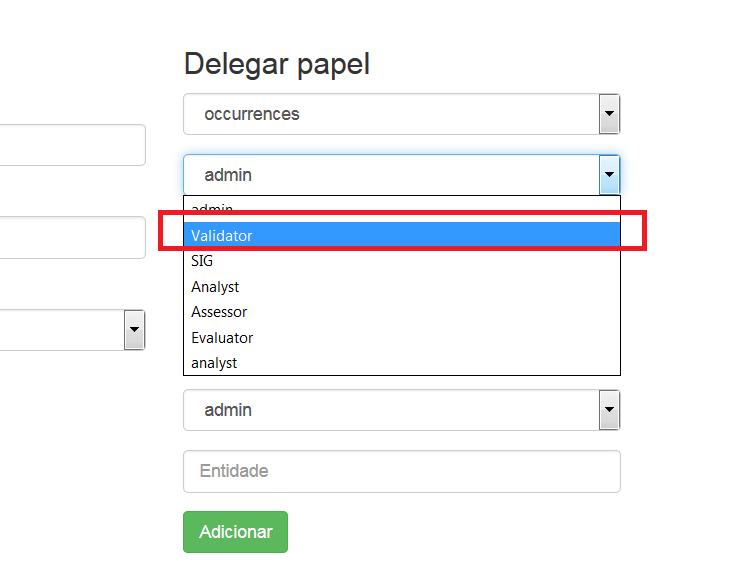 Delegar papel
occurrences
admin
admin
Validator
SIG
Analyst
Assessor
Evaluator
analyst
admin
Entidade
Adicionar